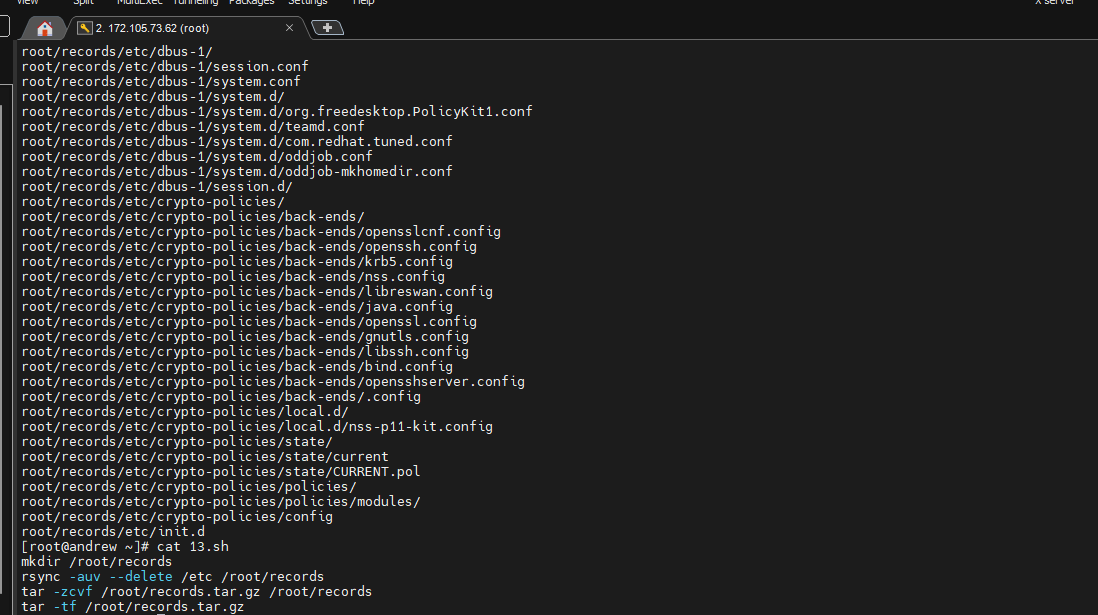 View Split MultiExec Tunneling Packages Settings Help X server
2. 172.105.73.62 (root)
root/records/etc/dbus-1/
root/records/etc/dbus-1/session.conf
root/records/etc/dbus-1/system.conf
root/records/etc/dbus-1/system.d/
root/records/etc/dbus-1/system.d/org.freedesktop.PolicyKit1.conf
root/records/etc/dbus-1/system.d/teamd.conf
root/records/etc/dbus-1/system.d/com.redhat.tuned.conf
root/records/etc/dbus-1/system.d/oddjob.conf
root/records/etc/dbus-1/system.d/oddjob-mkhomedir.conf
root/records/etc/dbus-1/session.d/
root/records/etc/crypto-policies/
root/records/etc/crypto-policies/back-ends/
root/records/etc/crypto-policies/back-ends/opensslcnf.config
root/records/etc/crypto-policies/back-ends/openssh.config
root/records/etc/crypto-policies/back-ends/krb5.config
root/records/etc/crypto-policies/back-ends/nss.config
root/records/etc/crypto-policies/back-ends/libreswan.config
root/records/etc/crypto-policies/back-ends/java.config
root/records/etc/crypto-policies/back-ends/openssl.config
root/records/etc/crypto-policies/back-ends/gnutls.config
root/records/etc/crypto-policies/back-ends/libssh.config
root/records/etc/crypto-policies/back-ends/bind.config
root/records/etc/crypto-policies/back-ends/opensshserver.config
root/records/etc/crypto-policies/back-ends/.config
root/records/etc/crypto-policies/local.d/
root/records/etc/crypto-policies/local.d/nss-p11-kit.config
root/records/etc/crypto-policies/state/
root/records/etc/crypto-policies/state/current
root/records/etc/crypto-policies/state/CURRENT.pol
root/records/etc/crypto-policies/policies/
root/records/etc/crypto-policies/policies/modules/
root/records/etc/crypto-policies/config
root/records/etc/init.d
[root@andrew ~]# cat 13.sh
mkdir /root/records
rsync -auv --delete /etc /root/records
tar -zcvf /root/records.tar.gz /root/records
tar -tf /root/records.tar.gz